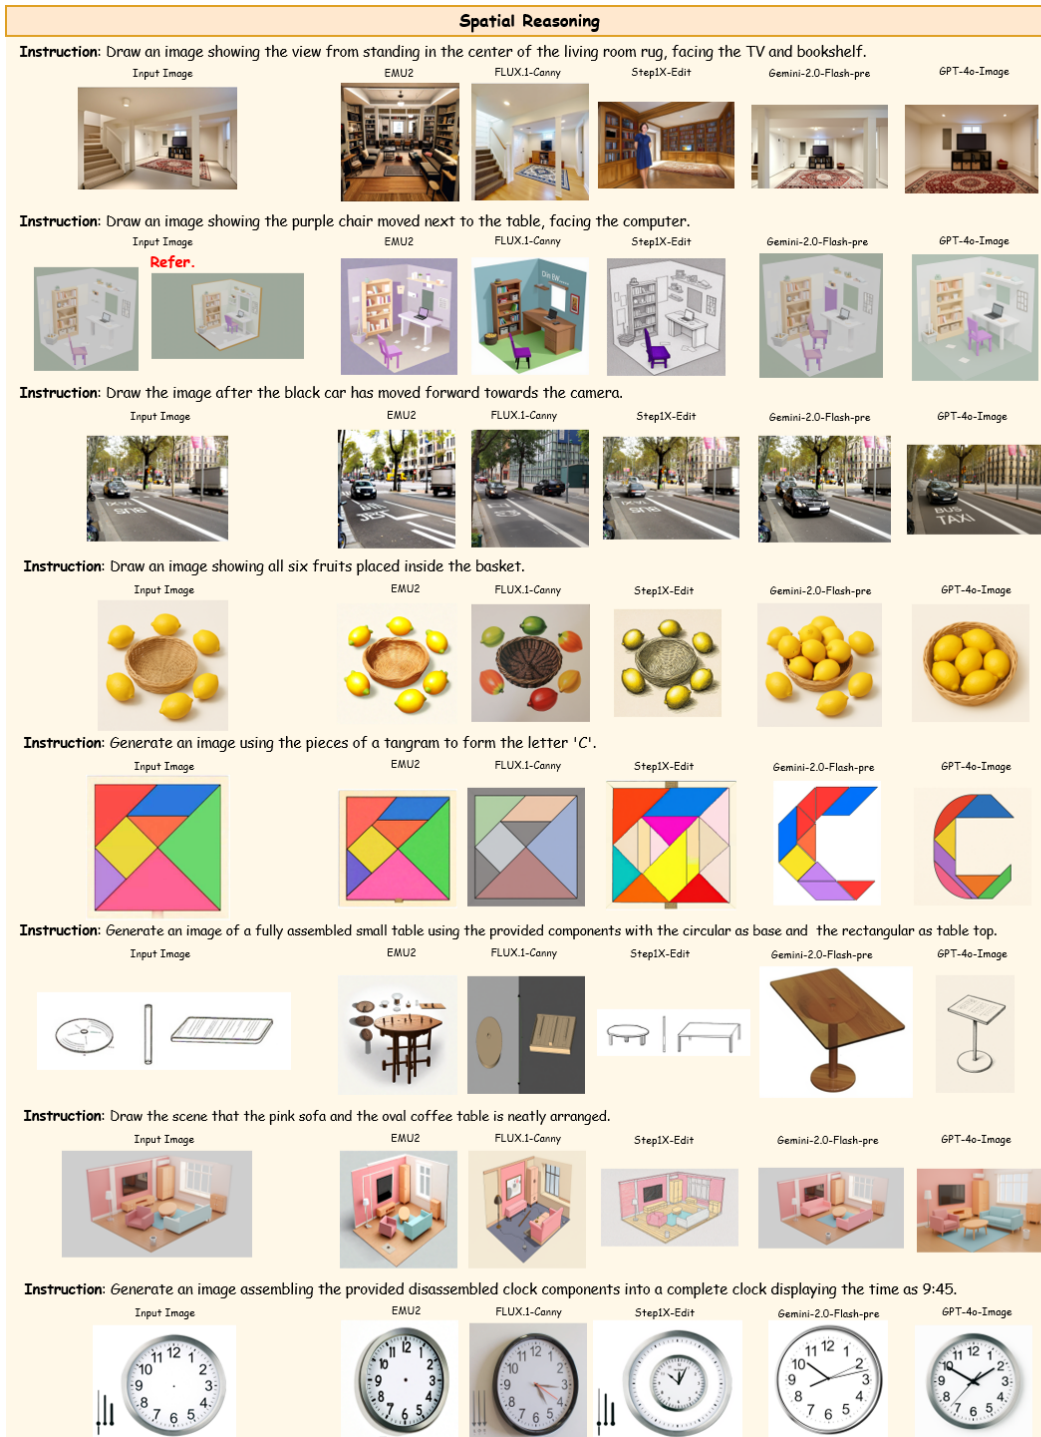 Spatial Reasoning
Instruction: Draw an image showing the view from standing in the center of the living room rug, facing the TV and bookshelf.
Input Image EMU2 FLUX.1-Canny Step1X-Edit Gemini-2.0-Flash-pre GPT-4o-Image
Instruction: Draw an image showing the purple chair moved next to the table, facing the computer.
Input Image EMU2 FLUX.1-Canny Step1X-Edit Gemini-2.0-Flash-pre GPT-4o-Image
Refer.
Instruction: Draw the image after the black car has moved forward towards the camera.
Input Image EMU2 FLUX.1-Canny Step1X-Edit Gemini-2.0-Flash-pre GPT-4o-Image
BUS
TAXI
Instruction: Draw an image showing all six fruits placed inside the basket.
Input Image EMU2 FLUX.1-Canny Step1X-Edit Gemini-2.0-Flash-pre GPT-4o-Image
Instruction: Generate an image using the pieces of a tangram to form the letter 'C'.
Input Image EMU2 FLUX.1-Canny Step1X-Edit Gemini-2.0-Flash-pre GPT-4o-Image
Instruction: Generate an image of a fully assembled small table using the provided components with the circular as base and the rectangular as table top.
Input Image EMU2 FLUX.1-Canny Step1X-Edit Gemini-2.0-Flash-pre GPT-4o-Image
Instruction: Draw the scene that the pink sofa and the oval coffee table is neatly arranged.
Input Image EMU2 FLUX.1-Canny Step1X-Edit Gemini-2.0-Flash-pre GPT-4o-Image
Instruction: Generate an image assembling the provided disassembled clock components into a complete clock displaying the time as 9:45.
Input Image EMU2 FLUX.1-Canny Step1X-Edit Gemini-2.0-Flash-pre GPT-4o-Image